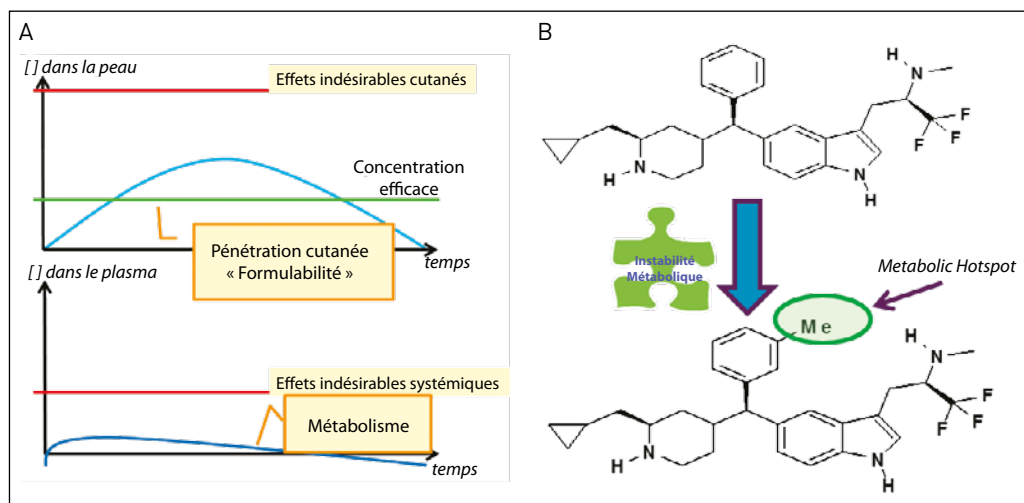 A
[ ] dans la peau
Effets indésirables cutanés
Concentration
efficace
Pénétration cutanée
« Formulabilité »
temps
[ ] dans le plasma
Effets indésirables systémiques
Métabolisme
temps
B
H
N
F
F
F
N
H
N
H
Instabilité
Métabolique
Metabolic Hotspot
Me
H
N
F
F
F
H
N
N
H